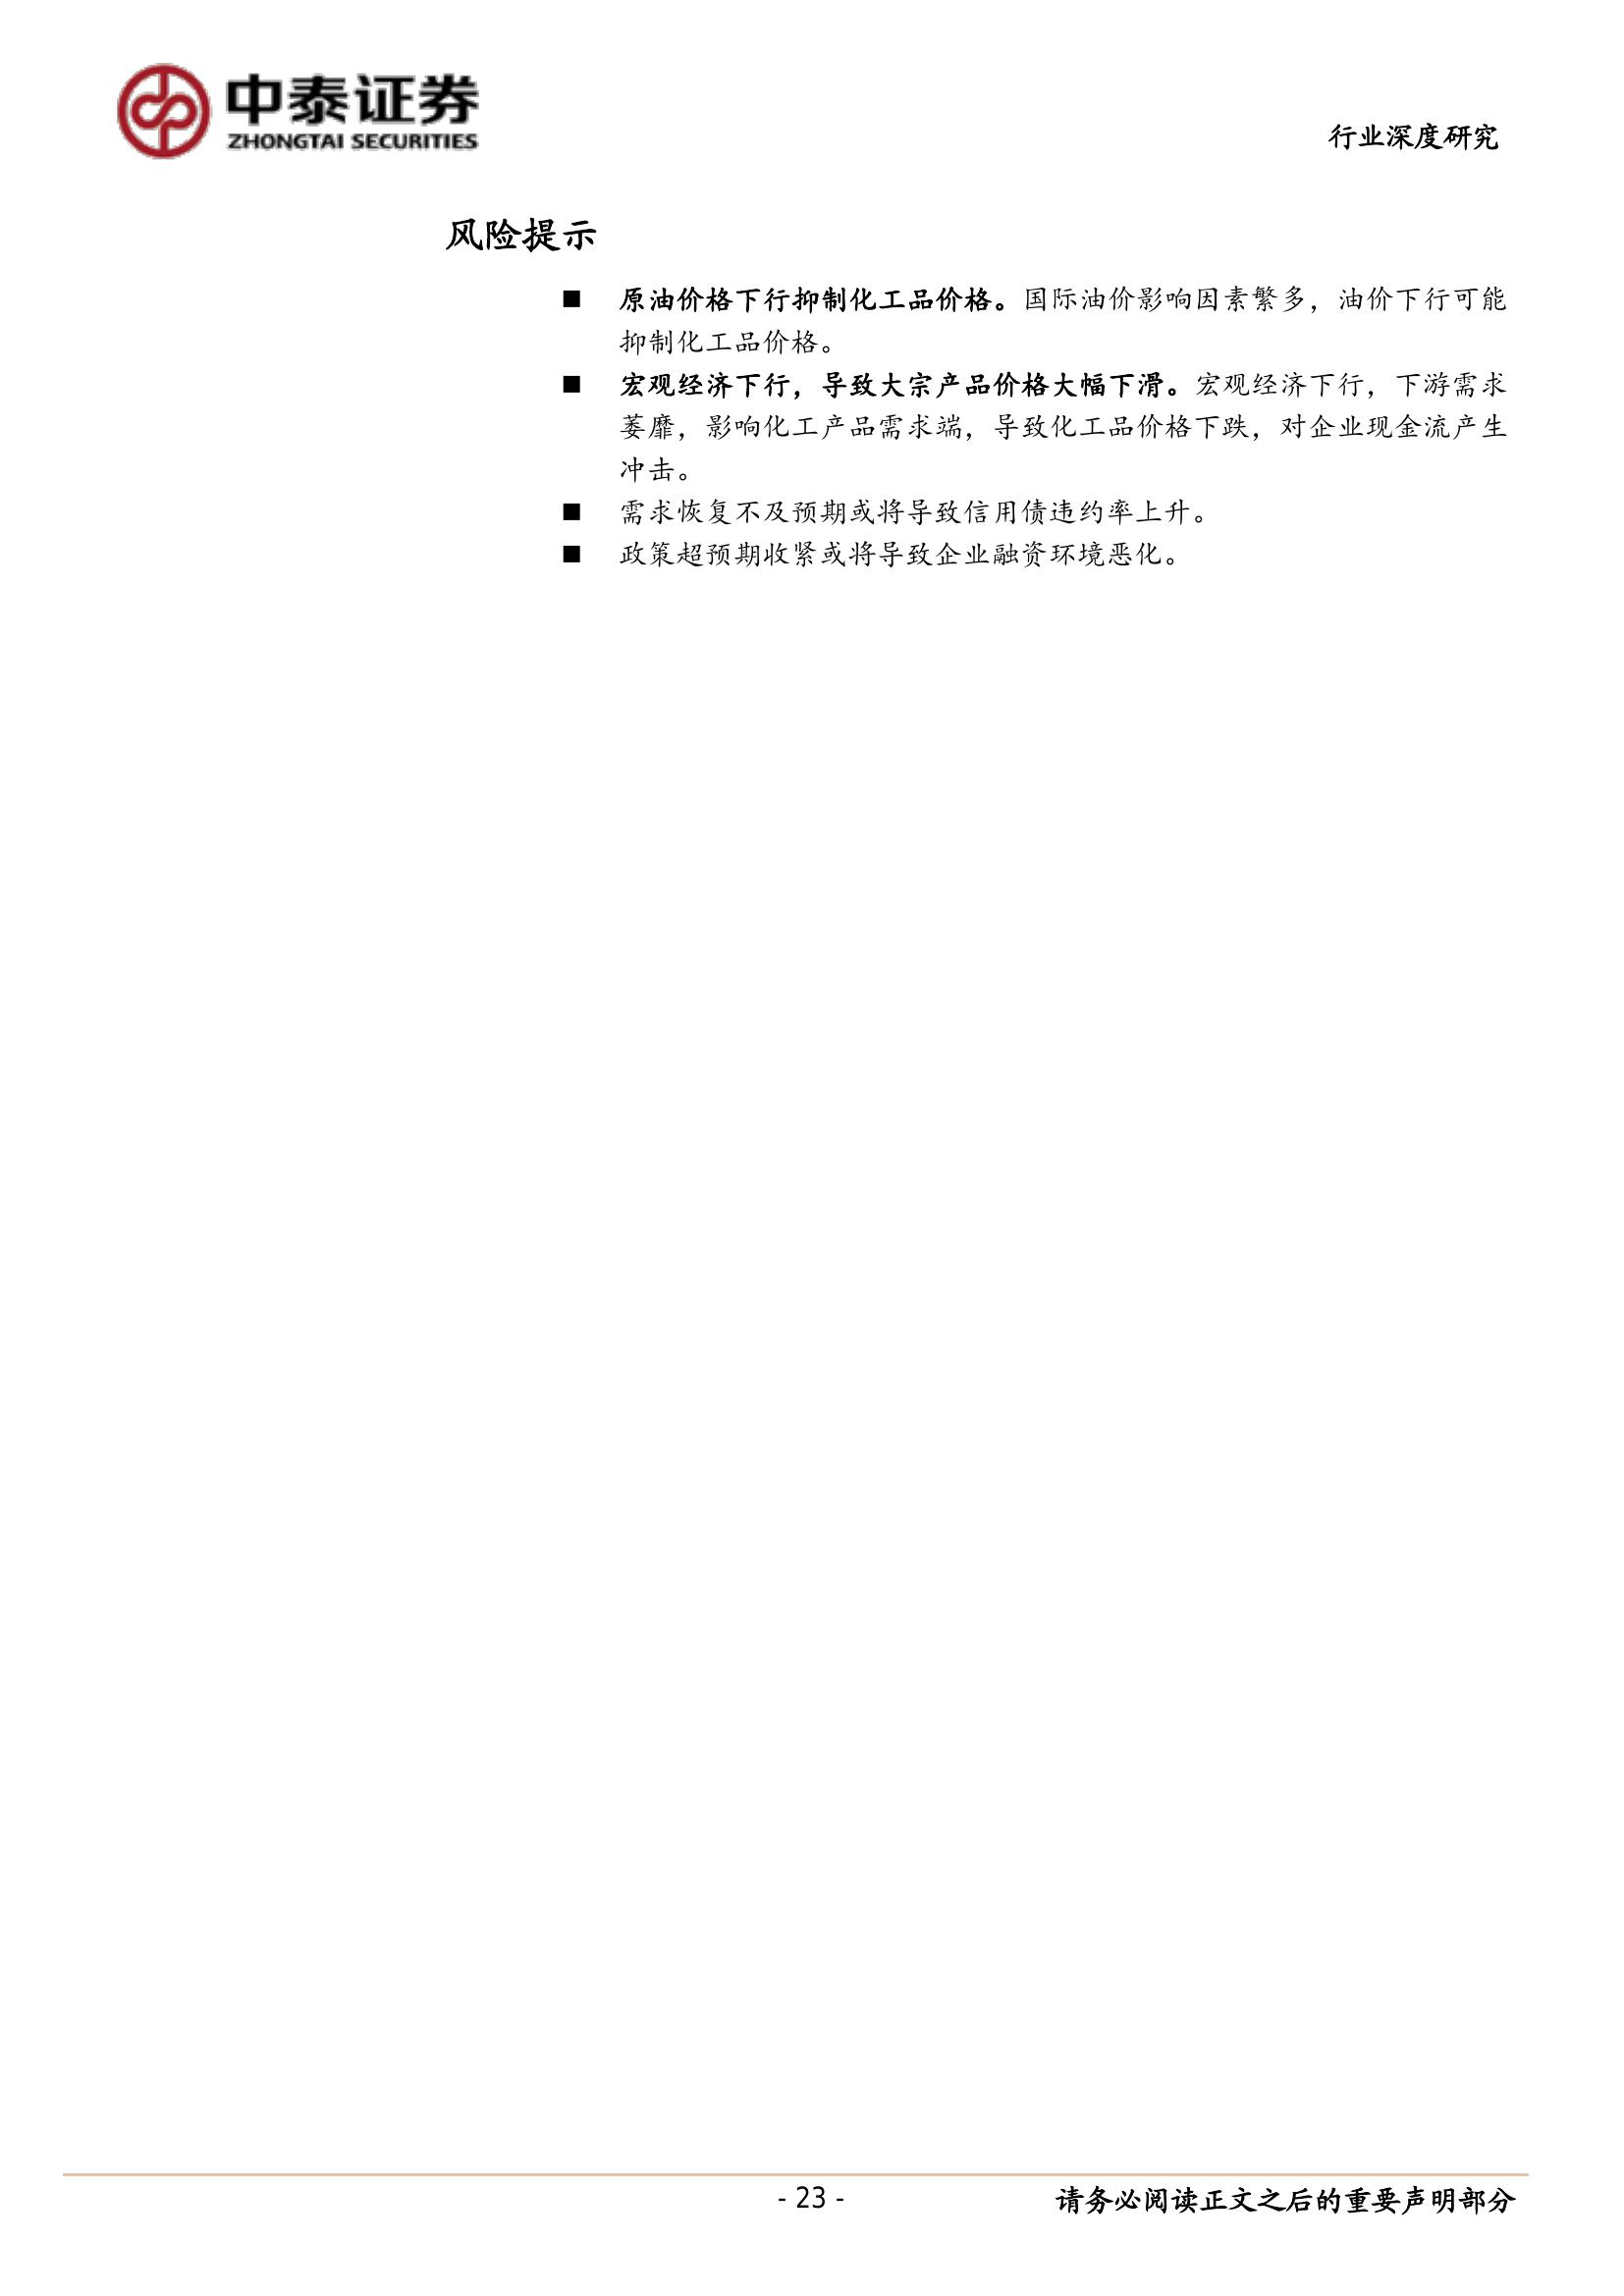 中泰证券
ZHONGTAI SECURITIES
行业深度研究
风险提示
■ 原油价格下行抑制化工品价格。国际油价影响因素繁多，油价下行可能
抑制化工品价格。
■ 宏观经济下行，导致大宗产品价格大幅下滑。宏观经济下行，下游需求
萎靡，影响化工产品需求端，导致化工品价格下跌，对企业现金流产生
冲击。
■ 需求恢复不及预期或将导致信用债违约率上升。
■ 政策超预期收紧或将导致企业融资环境恶化。
- 23 -
请务必阅读正文之后的重要声明部分